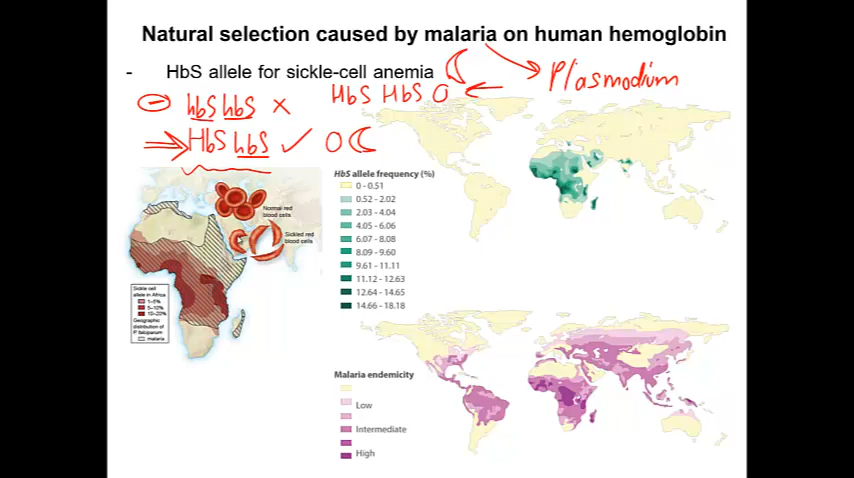 Natural selection caused by malaria on human hemoglobin
- HbS allele for sickle-cell anemia
Plasmodium
hbS hbS ×
HbS HbS O
HbS hbS ✓ O
HbS allele frequency (%)
0 - 0.51
0.52 - 2.02
2.03 - 4.04
4.05 - 6.06
6.07 - 8.08
8.09 - 9.60
9.61 - 11.11
11.12 - 12.63
12.64 - 14.65
14.66 - 18.18
Normal red
blood cells
Sickled red
blood cells
Sickle cell
allele in Africa
1-5%
5-10%
10-20%
Geographic
distribution of
P. falciparum
malaria
Malaria endemicity
Low
Intermediate
High